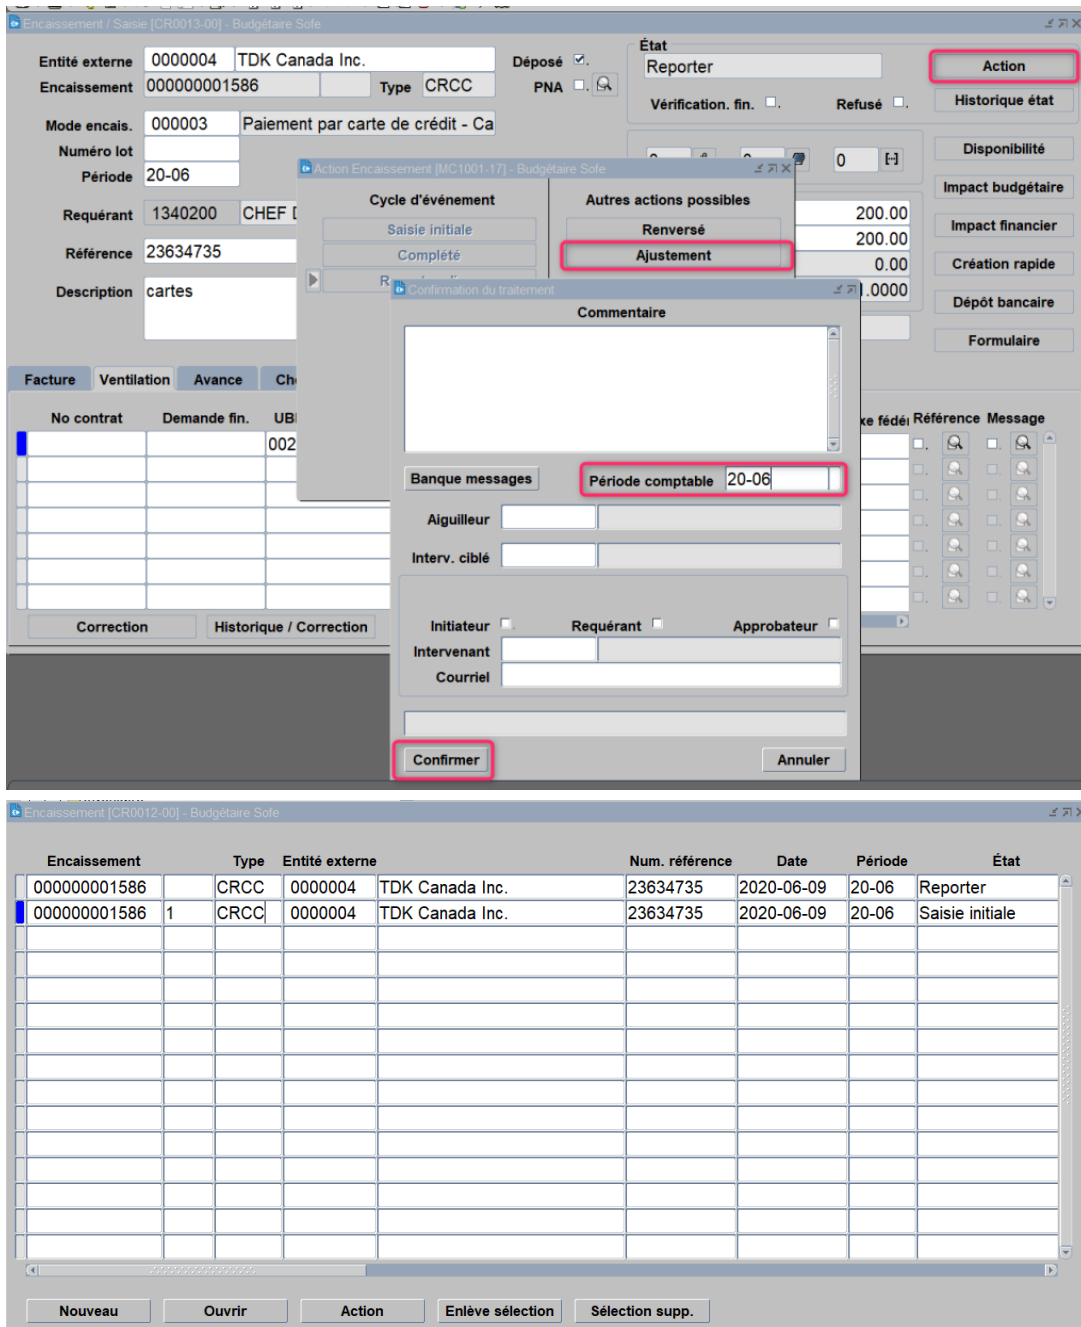 Encaissement / Saisie [CR0013-00] - Budgétaire Sofe
Entité externe 0000004 TDK Canada Inc. Déposé
Encaissement 000000001586 Type CRCC PNA
Mode encais. 000003 Paiement par carte de crédit - Ca
Numéro lot
Période 20-06
Requérant 1340200 CHEF
Référence 23634735
Description cartes
État
Reporter
Vérification. fin. Refusé
0
200.00
200.00
0.00
.0000
Action
Historique état
Disponibilité
Impact budgétaire
Impact financier
Création rapide
Dépôt bancaire
Formulaire
Facture Ventilation Avance Ch
No contrat Demande fin. UB
002
xe fédé Référence Message
Correction Historique / Correction
Action Encaissement [MC1001-17] - Budgétaire Sofe
Cycle d'événement Autres actions possibles
Saisie initiale Renversé
Complété Ajustement
R
Confirmation du traitement
Commentaire
Banque messages Période comptable 20-06
Aiguilleur
Interv. ciblé
Initiateur Requérant Approbateur
Intervenant
Courriel
Confirmer Annuler
Encaissement [CR0012-00] - Budgétaire Sofe
Encaissement Type Entité externe Num. référence Date Période État
000000001586 CRCC 0000004 TDK Canada Inc. 23634735 2020-06-09 20-06 Reporter
000000001586 1 CRCC 0000004 TDK Canada Inc. 23634735 2020-06-09 20-06 Saisie initiale
Nouveau Ouvrir Action Enlève sélection Sélection supp.